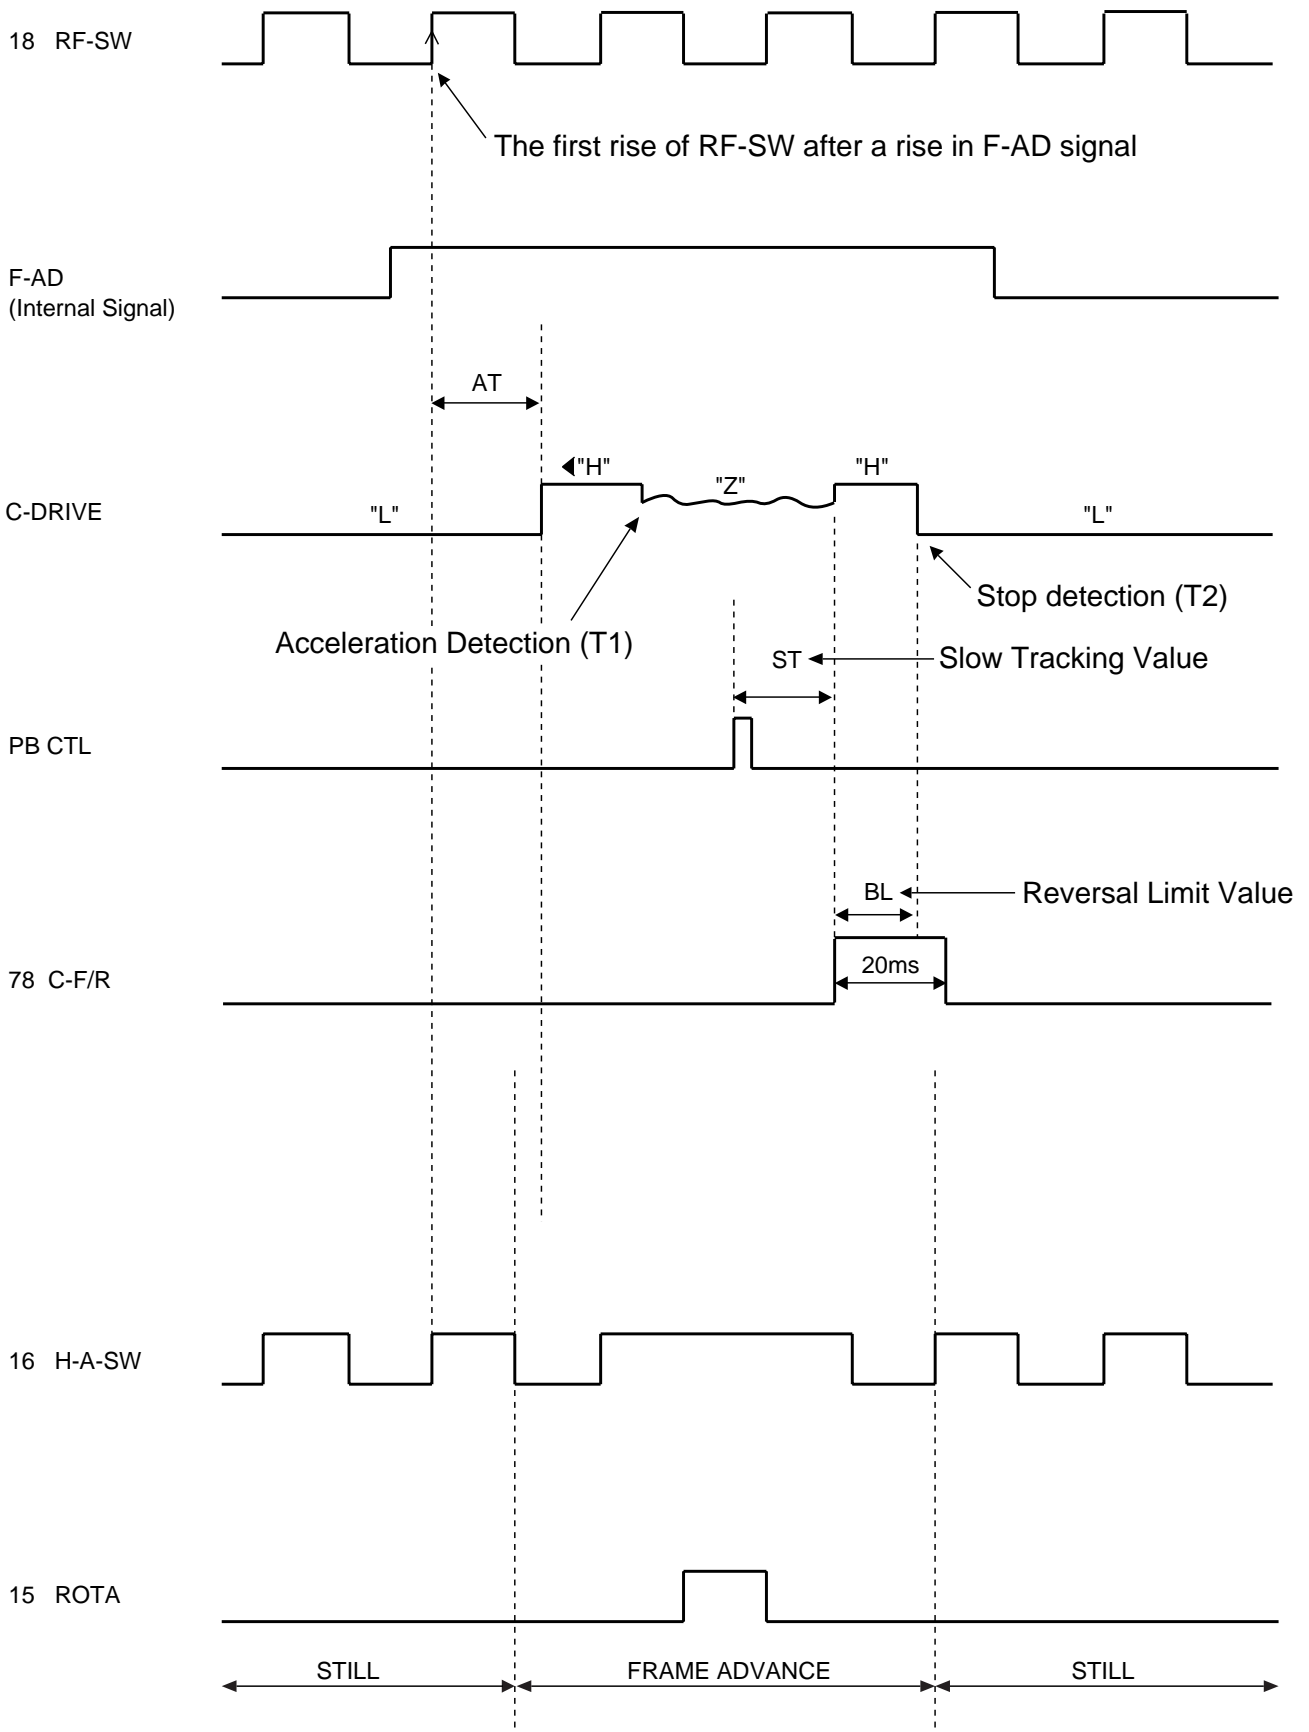 18 RF-SW
The first rise of RF-SW after a rise in F-AD signal
F-AD
(Internal Signal)
AT
"H"
"Z"
"H"
C-DRIVE
"L"
"L"
Stop detection (T2)
Acceleration Detection (T1)
ST
Slow Tracking Value
PB CTL
BL
Reversal Limit Value
78 C-F/R
20ms
16 H-A-SW
15 ROTA
STILL
FRAME ADVANCE
STILL